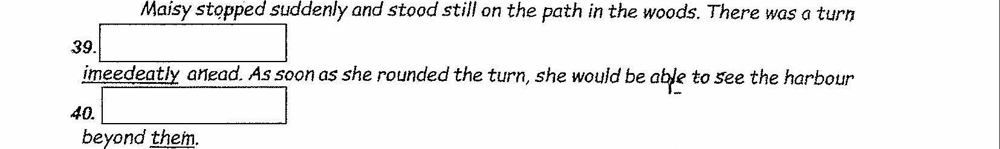 Maisy stopped suddenly and stood still on the path in the woods. There was a turn
39.
imeedeatly ahead. As soon as she rounded the turn, she would be able to see the harbour
40.
beyond them.